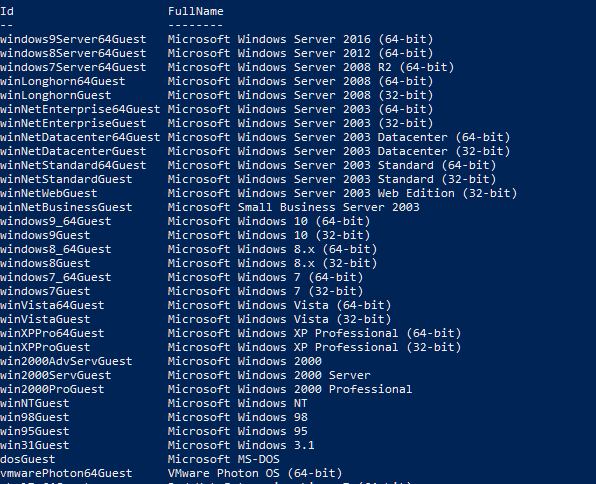 Id FullName
-- --------
windows9Server64Guest Microsoft Windows Server 2016 (64-bit)
windows8Server64Guest Microsoft Windows Server 2012 (64-bit)
windows7Server64Guest Microsoft Windows Server 2008 R2 (64-bit)
winLonghorn64Guest Microsoft Windows Server 2008 (64-bit)
winLonghornGuest Microsoft Windows Server 2008 (32-bit)
winNetEnterprise64Guest Microsoft Windows Server 2003 (64-bit)
winNetEnterpriseGuest Microsoft Windows Server 2003 (32-bit)
winNetDatacenter64Guest Microsoft Windows Server 2003 Datacenter (64-bit)
winNetDatacenterGuest Microsoft Windows Server 2003 Datacenter (32-bit)
winNetStandard64Guest Microsoft Windows Server 2003 Standard (64-bit)
winNetStandardGuest Microsoft Windows Server 2003 Standard (32-bit)
winNetWebGuest Microsoft Windows Server 2003 Web Edition (32-bit)
winNetBusinessGuest Microsoft Small Business Server 2003
windows9_64Guest Microsoft Windows 10 (64-bit)
windows9Guest Microsoft Windows 10 (32-bit)
windows8_64Guest Microsoft Windows 8.x (64-bit)
windows8Guest Microsoft Windows 8.x (32-bit)
windows7_64Guest Microsoft Windows 7 (64-bit)
windows7Guest Microsoft Windows 7 (32-bit)
winVista64Guest Microsoft Windows Vista (64-bit)
winVistaGuest Microsoft Windows Vista (32-bit)
winXPPro64Guest Microsoft Windows XP Professional (64-bit)
winXPProGuest Microsoft Windows XP Professional (32-bit)
win2000AdvServGuest Microsoft Windows 2000
win2000ServGuest Microsoft Windows 2000 Server
win2000ProGuest Microsoft Windows 2000 Professional
winNTGuest Microsoft Windows NT
win98Guest Microsoft Windows 98
win95Guest Microsoft Windows 95
win31Guest Microsoft Windows 3.1
dosGuest Microsoft MS-DOS
vmwarePhoton64Guest VMware Photon OS (64-bit)